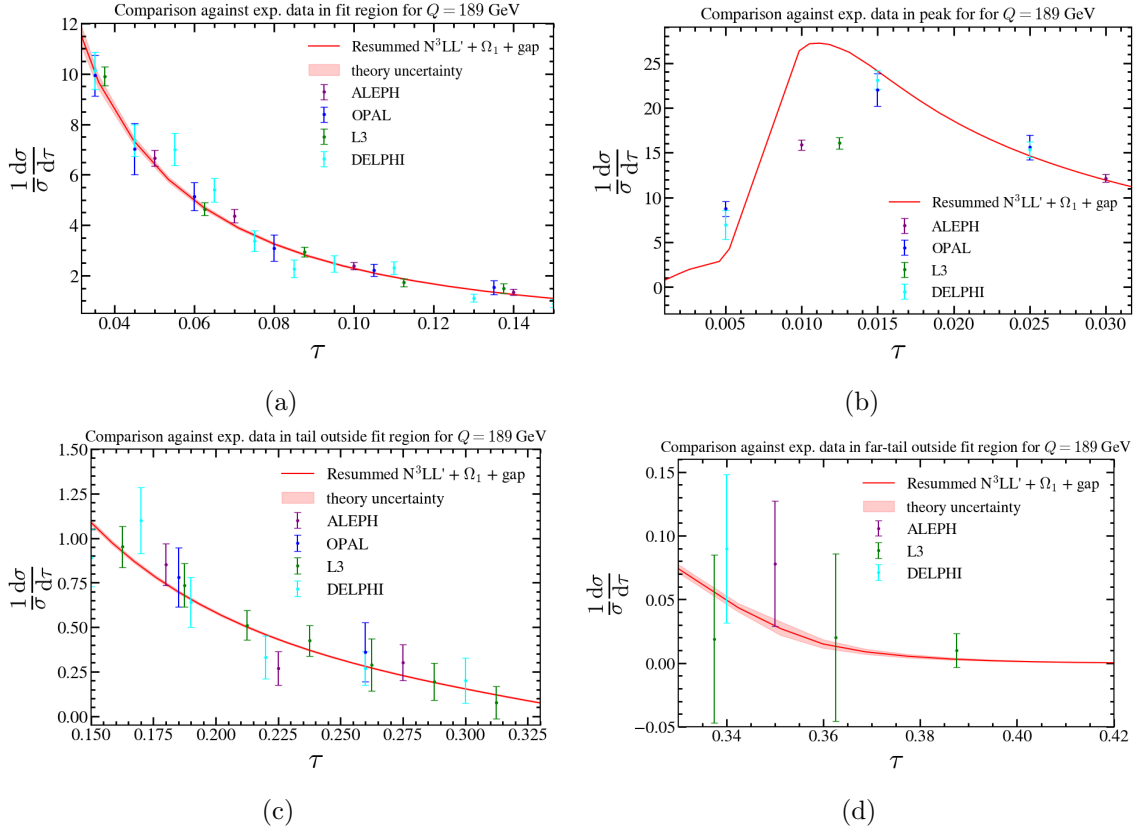 Comparison against exp. data in fit region for Q = 189 GeV
12
10
8
6
4
2
1/σ dσ/dτ
Resummed N³LL' + Ω₁ + gap
theory uncertainty
ALEPH
OPAL
L3
DELPHI
0.04 0.06 0.08 0.10 0.12 0.14
τ
(a)
Comparison against exp. data in peak for for Q = 189 GeV
25
20
15
10
5
0
1/σ dσ/dτ
Resummed N³LL' + Ω₁ + gap
ALEPH
OPAL
L3
DELPHI
0.005 0.010 0.015 0.020 0.025 0.030
τ
(b)
Comparison against exp. data in tail outside fit region for Q = 189 GeV
1.50
1.25
1.00
0.75
0.50
0.25
0.00
1/σ dσ/dτ
Resummed N³LL' + Ω₁ + gap
theory uncertainty
ALEPH
OPAL
L3
DELPHI
0.150 0.175 0.200 0.225 0.250 0.275 0.300 0.325
τ
(c)
Comparison against exp. data in far-tail outside fit region for Q = 189 GeV
0.15
0.10
0.05
0.00
−0.05
1/σ dσ/dτ
Resummed N³LL' + Ω₁ + gap
theory uncertainty
ALEPH
L3
DELPHI
0.34 0.36 0.38 0.40 0.42
τ
(d)